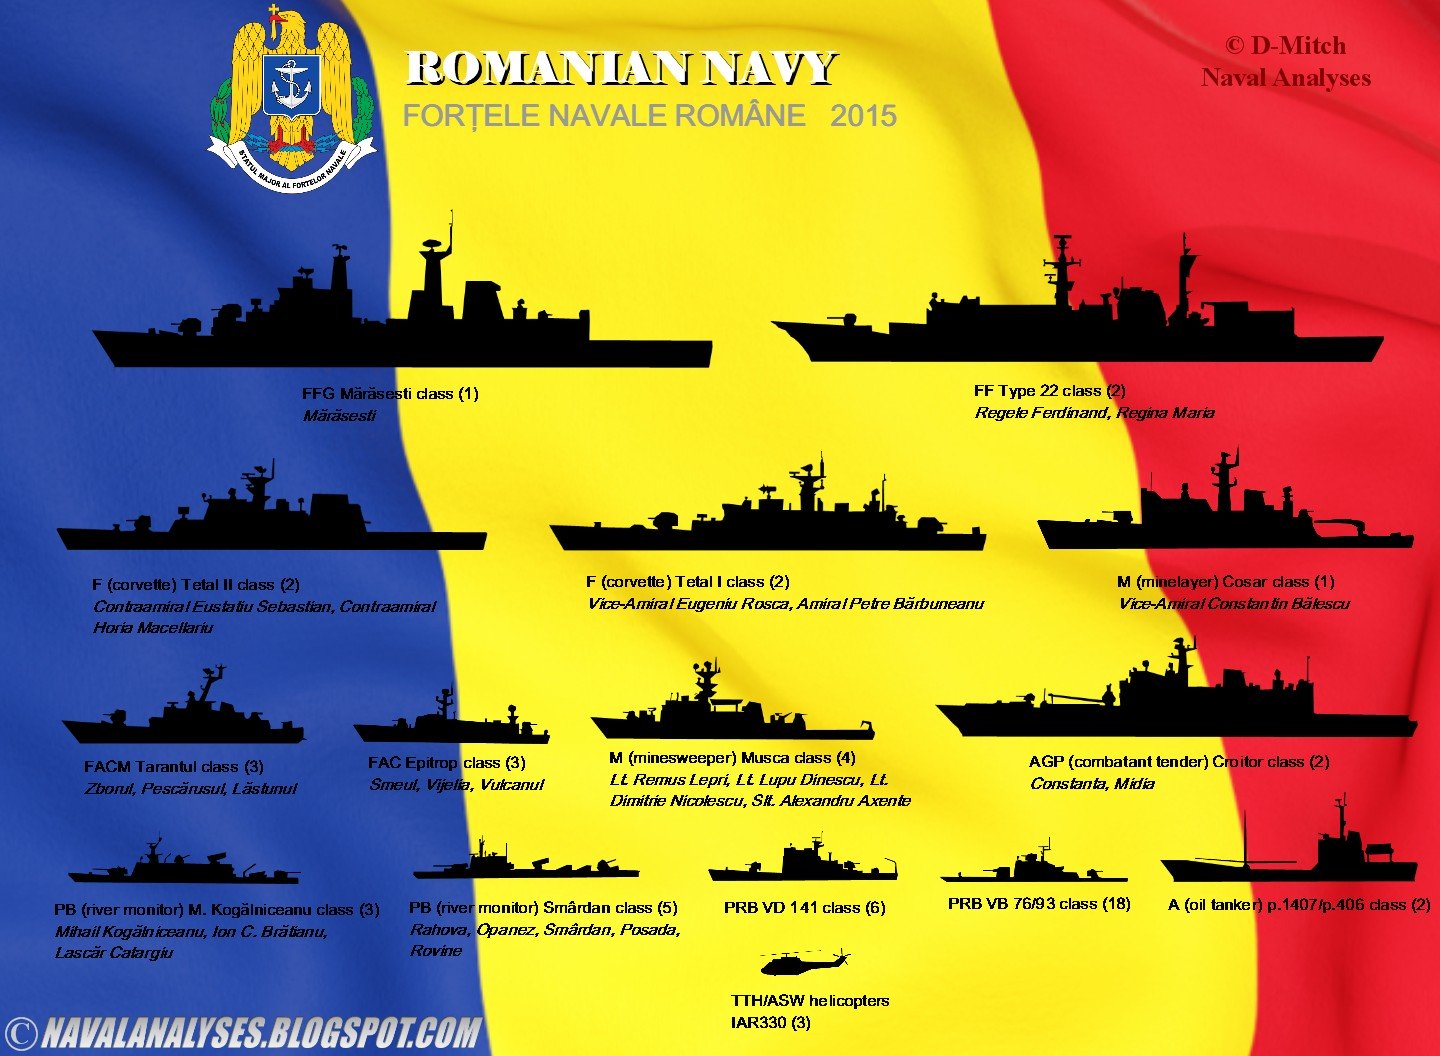 ROMANIAN NAVY
FORȚELE NAVALE ROMÂNE 2015
© D-Mitch
Naval Analyses
STATUL MAJOR AL FORTELOR NAVALE
FFG Mărăsesti class (1)
Mărăsesti
FF Type 22 class (2)
Regele Ferdinand, Regina Maria
F (corvette) Tetal II class (2)
Contraamiral Eustatiu Sebastian, Contraamiral
Horia Macellariu
F (corvette) Tetal I class (2)
Vice-Amiral Eugeniu Rosca, Amiral Petre Bărbuneanu
M (minelayer) Cosar class (1)
Vice-Amiral Constantin Bălescu
FACM Tarantul class (3)
Zborul, Pescărusul, Lăstunul
FAC Epitrop class (3)
Smeul, Vijelia, Vulcanul
M (minesweeper) Musca class (4)
Lt. Remus Lepri, Lt. Lupu Dinescu, Lt.
Dimitrie Nicolescu, Slt. Alexandru Axente
AGP (combatant tender) Croitor class (2)
Constanta, Midia
PB (river monitor) M. Kogălniceanu class (3)
Mihail Kogălniceanu, Ion C. Brătianu,
Lascăr Catargiu
PB (river monitor) Smârdan class (5)
Rahova, Opanez, Smârdan, Posada,
Rovine
PRB VD 141 class (6)
PRB VB 76/93 class (18)
A (oil tanker) p.1407/p.406 class (2)
TTH/ASW helicopters
IAR330 (3)
© NAVALANALYSES.BLOGSPOT.COM